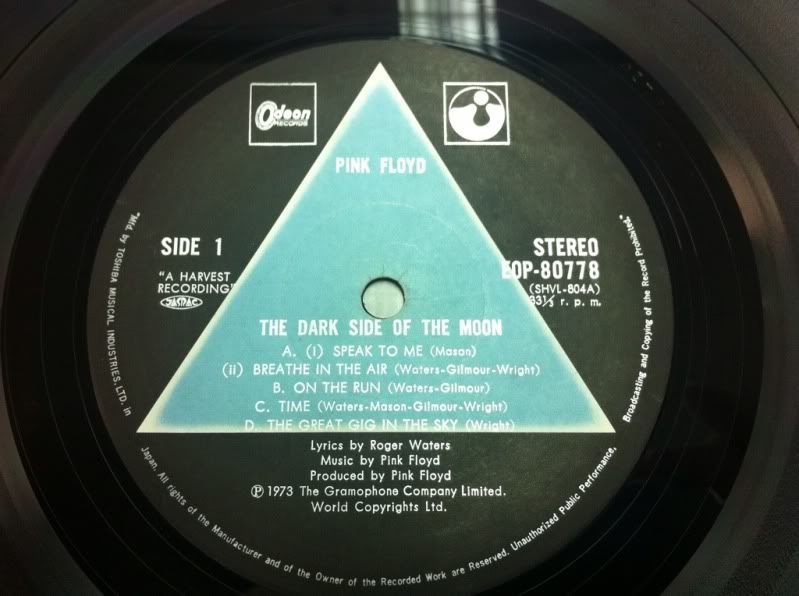 Odeon
RECORDS
PINK FLOYD
SIDE 1
STEREO
"A HARVEST
RECORDING"
JASRAC
EOP-80778
(SHVL-804A)
33⅓ r. p. m.
THE DARK SIDE OF THE MOON
A. (i) SPEAK TO ME (Mason)
(ii) BREATHE IN THE AIR (Waters-Gilmour-Wright)
B. ON THE RUN (Waters-Gilmour)
C. TIME (Waters-Mason-Gilmour-Wright)
D. THE GREAT GIG IN THE SKY (Wright)
Lyrics by Roger Waters
Music by Pink Floyd
Produced by Pink Floyd
Ⓟ 1973 The Gramophone Company Limited.
World Copyrights Ltd.
"Mfd. by TOSHIBA MUSICAL INDUSTRIES, LTD. in Japan. All rights of the Manufacturer and of the Owner of the Recorded Work are Reserved. Unauthorized Public Performance, Broadcasting and Copying of the Record Prohibited."